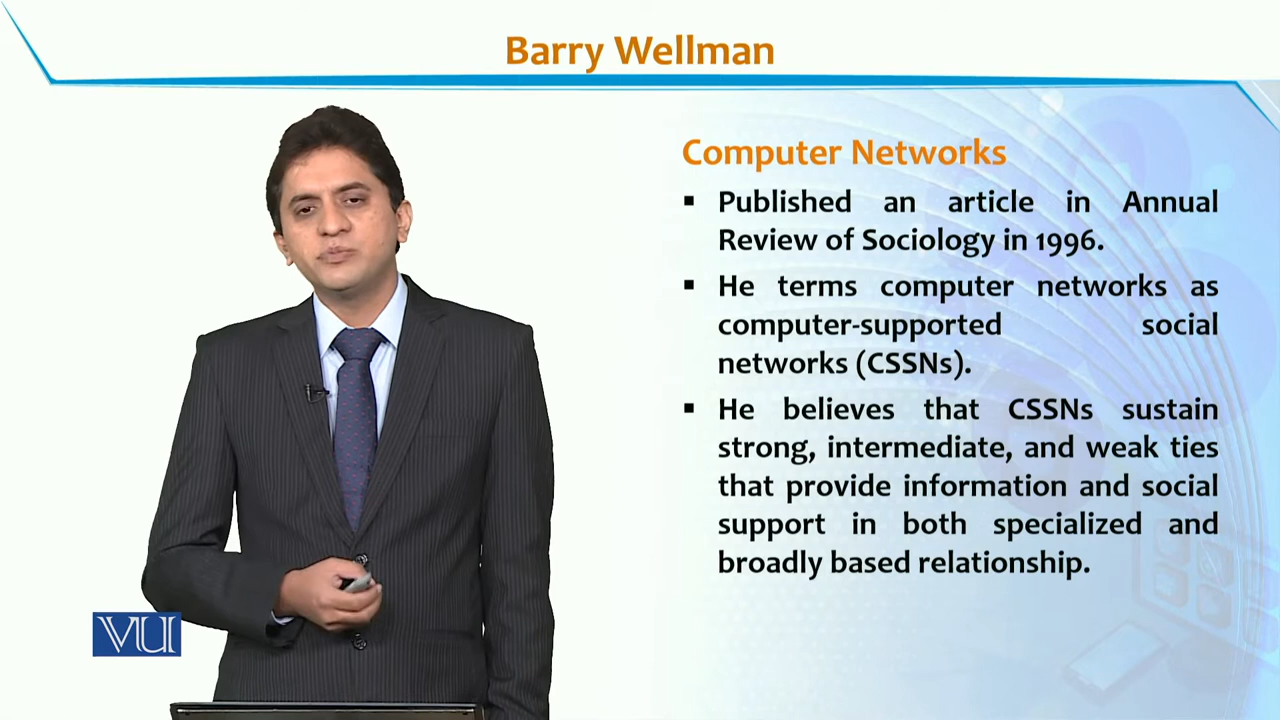 Barry Wellman
Computer Networks
▪ Published an article in Annual
Review of Sociology in 1996.
▪ He terms computer networks as
computer-supported social
networks (CSSNs).
▪ He believes that CSSNs sustain
strong, intermediate, and weak ties
that provide information and social
support in both specialized and
broadly based relationship.
VU